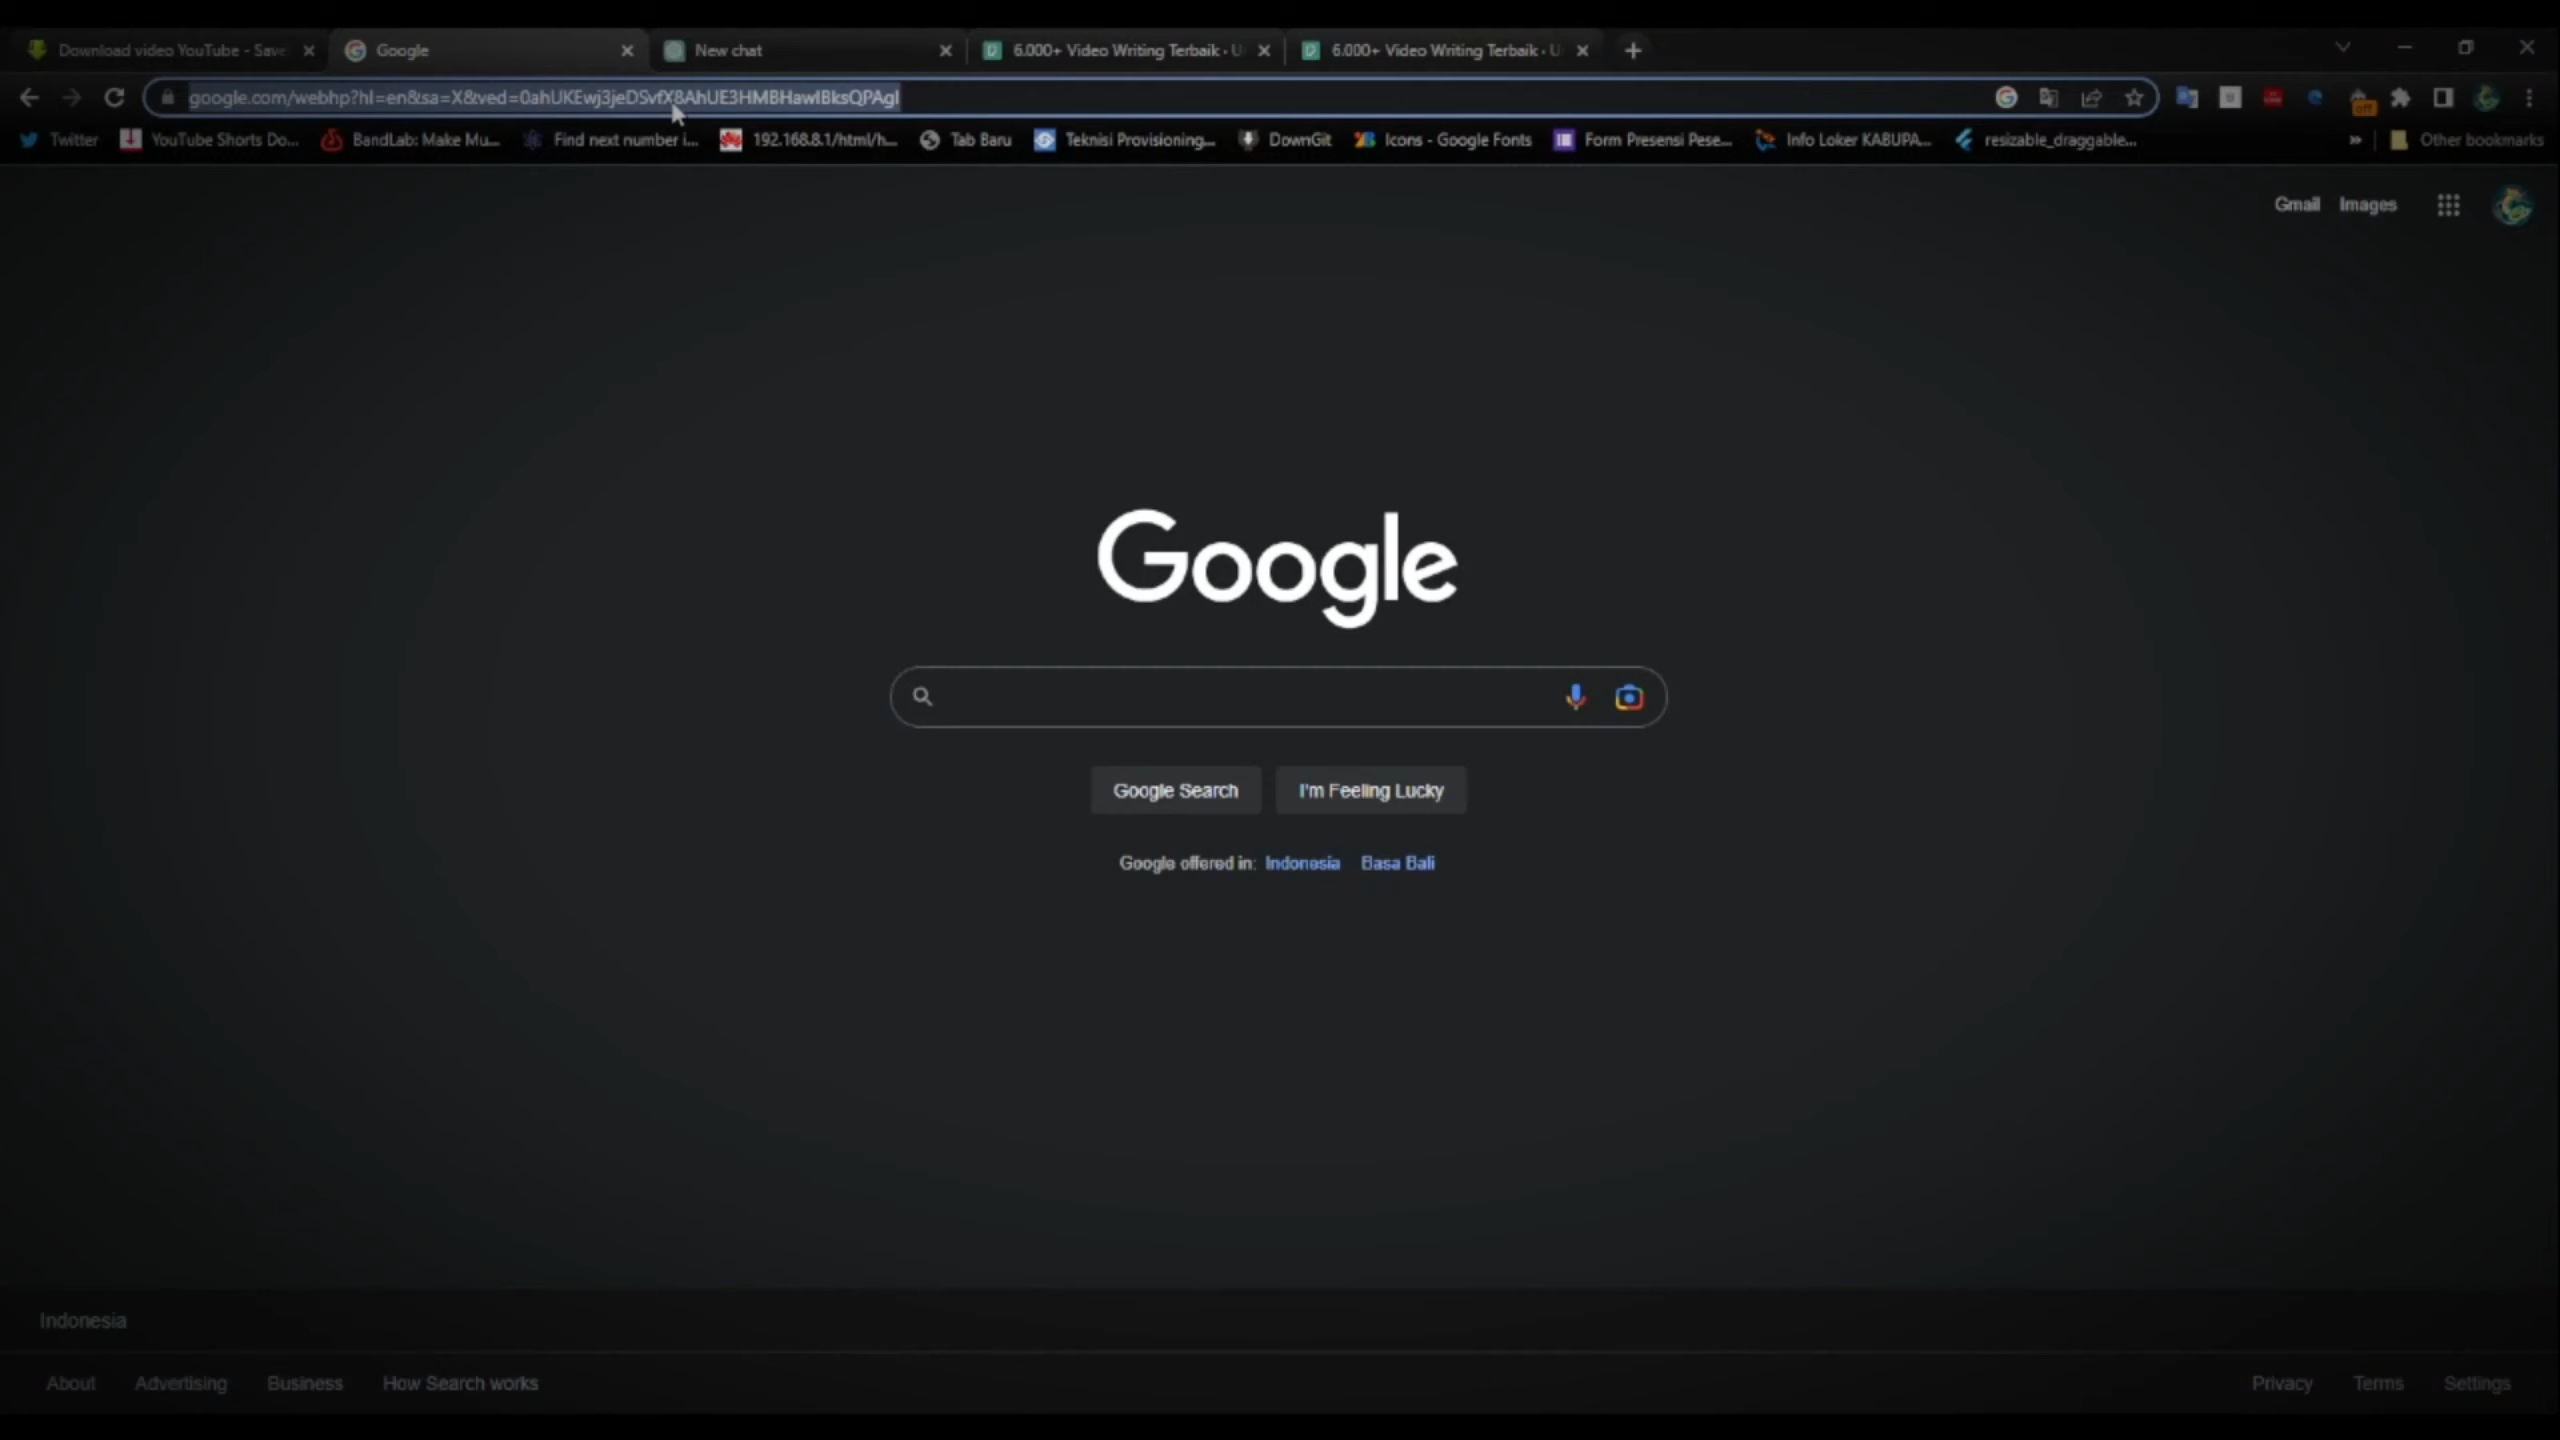 Download video YouTube - Save
Google
New chat
6.000+ Video Writing Terbaik · U
6.000+ Video Writing Terbaik · U
google.com/webhp?hl=en&sa=X&ved=0ahUKEwj3jeDSvfX8AhUE3HMBHawIBksQPAgI
off
Twitter
YouTube Shorts Do...
BandLab: Make Mu...
Find next number i...
192.168.8.1/html/h...
Tab Baru
Teknisi Provisioning...
DownGit
Icons - Google Fonts
Form Presensi Pese...
Info Loker KABUPA...
resizable_draggable...
»
Other bookmarks
Gmail Images
Google
Google Search
I'm Feeling Lucky
Google offered in: Indonesia Basa Bali
Indonesia
About Advertising Business How Search works
Privacy Terms Settings